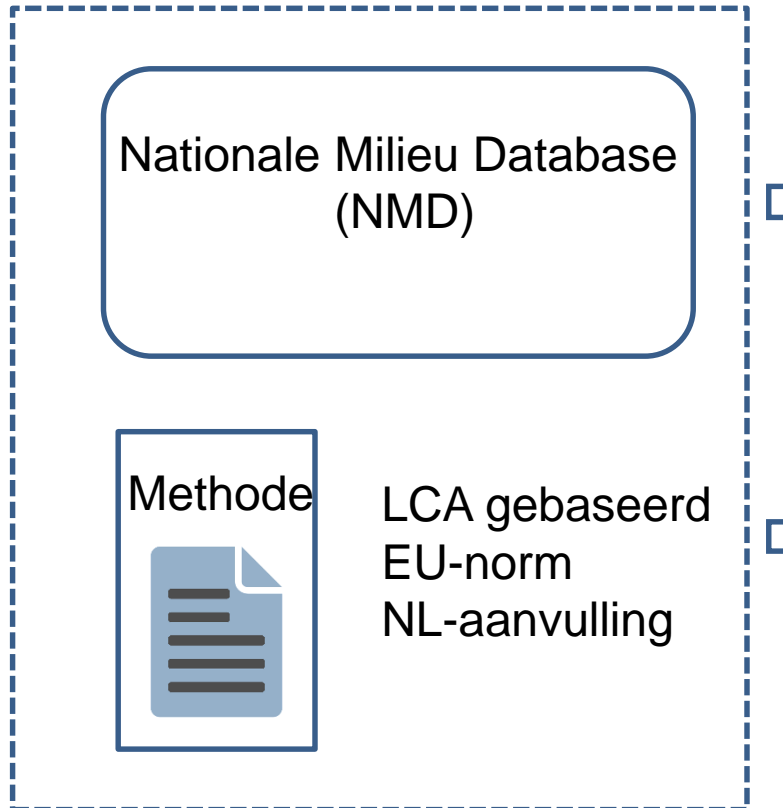 Nationale Milieu Database
(NMD)
Methode
LCA gebaseerd
EU-norm
NL-aanvulling